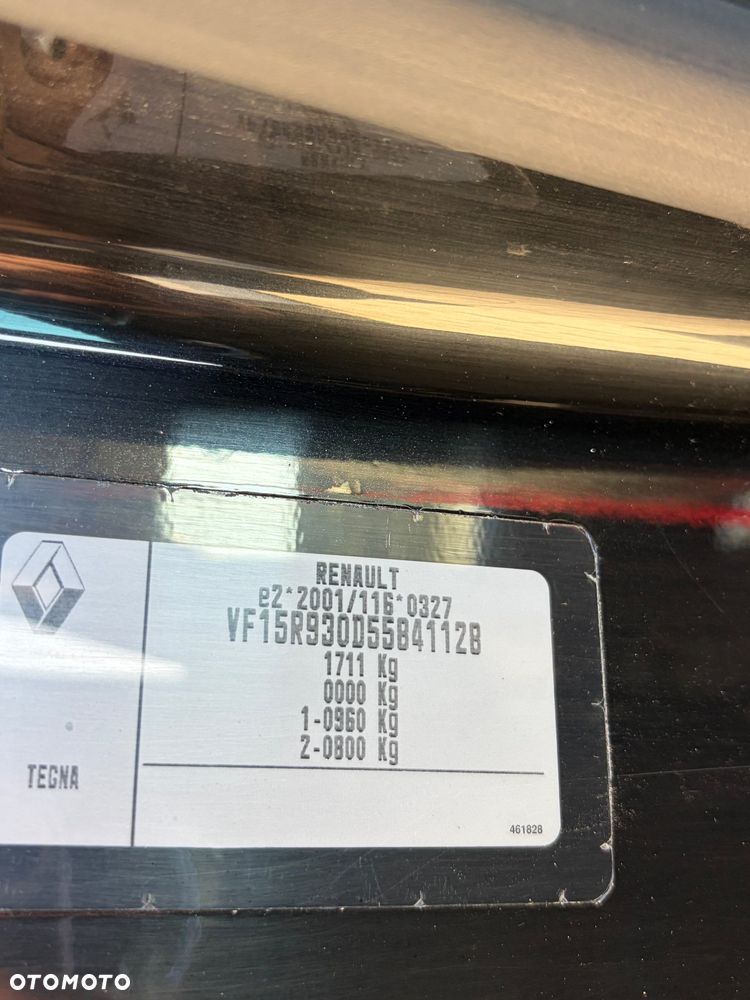 RENAULT
e2*2001/116*0327
VF15R930D55841128
1711 Kg
0000 Kg
1-0960 Kg
2-0800 Kg
TEGNA
461828
OTOMOTO